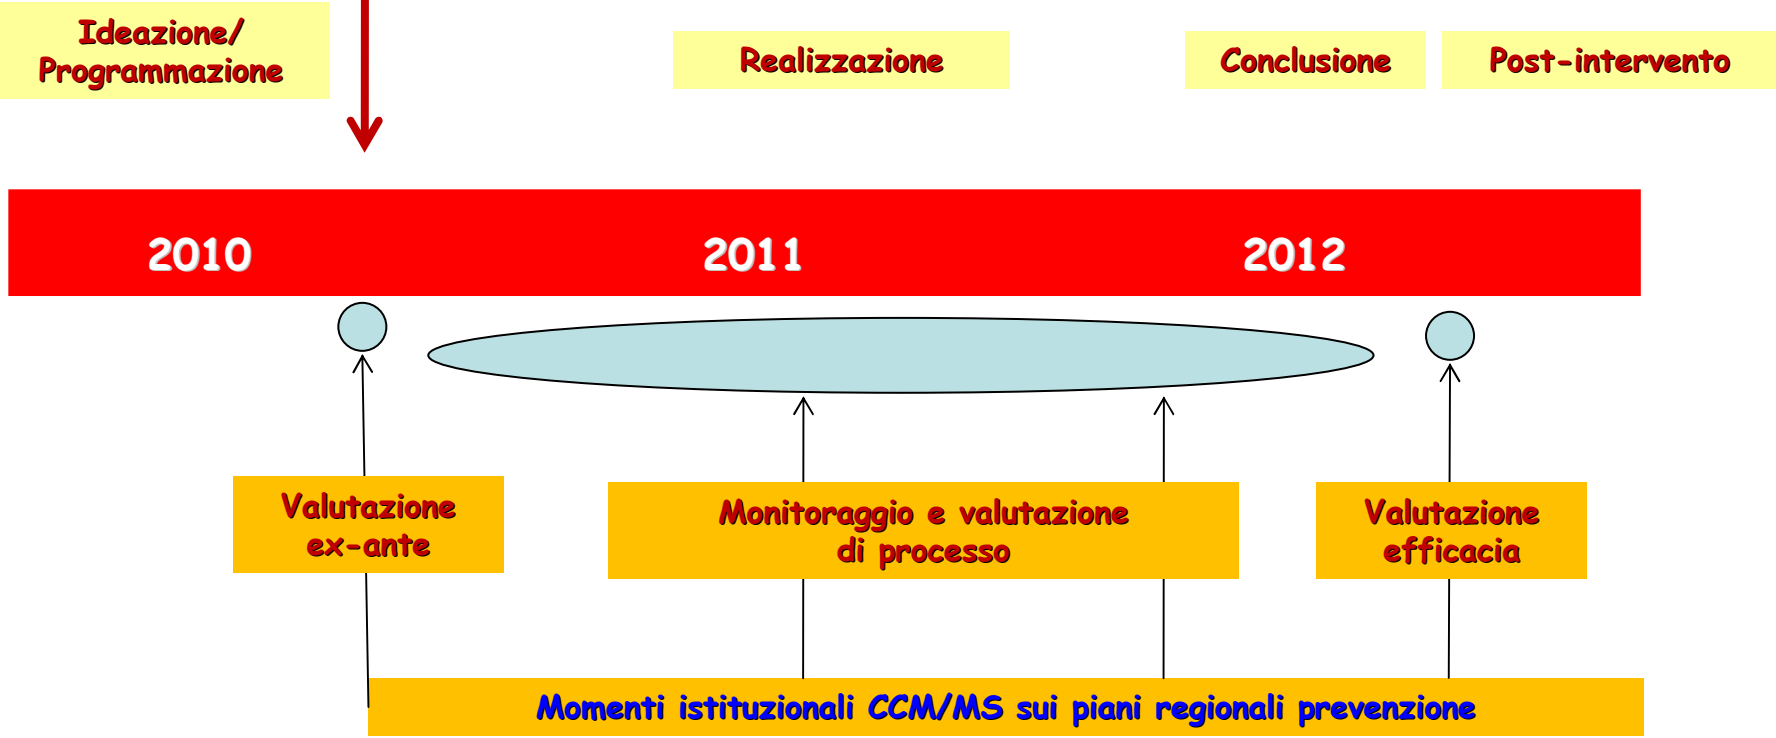 Ideazione/
Programmazione
Realizzazione
Conclusione
Post-intervento
2010
2011
2012
Valutazione
ex-ante
Monitoraggio e valutazione
di processo
Valutazione
efficacia
Momenti istituzionali CCM/MS sui piani regionali prevenzione